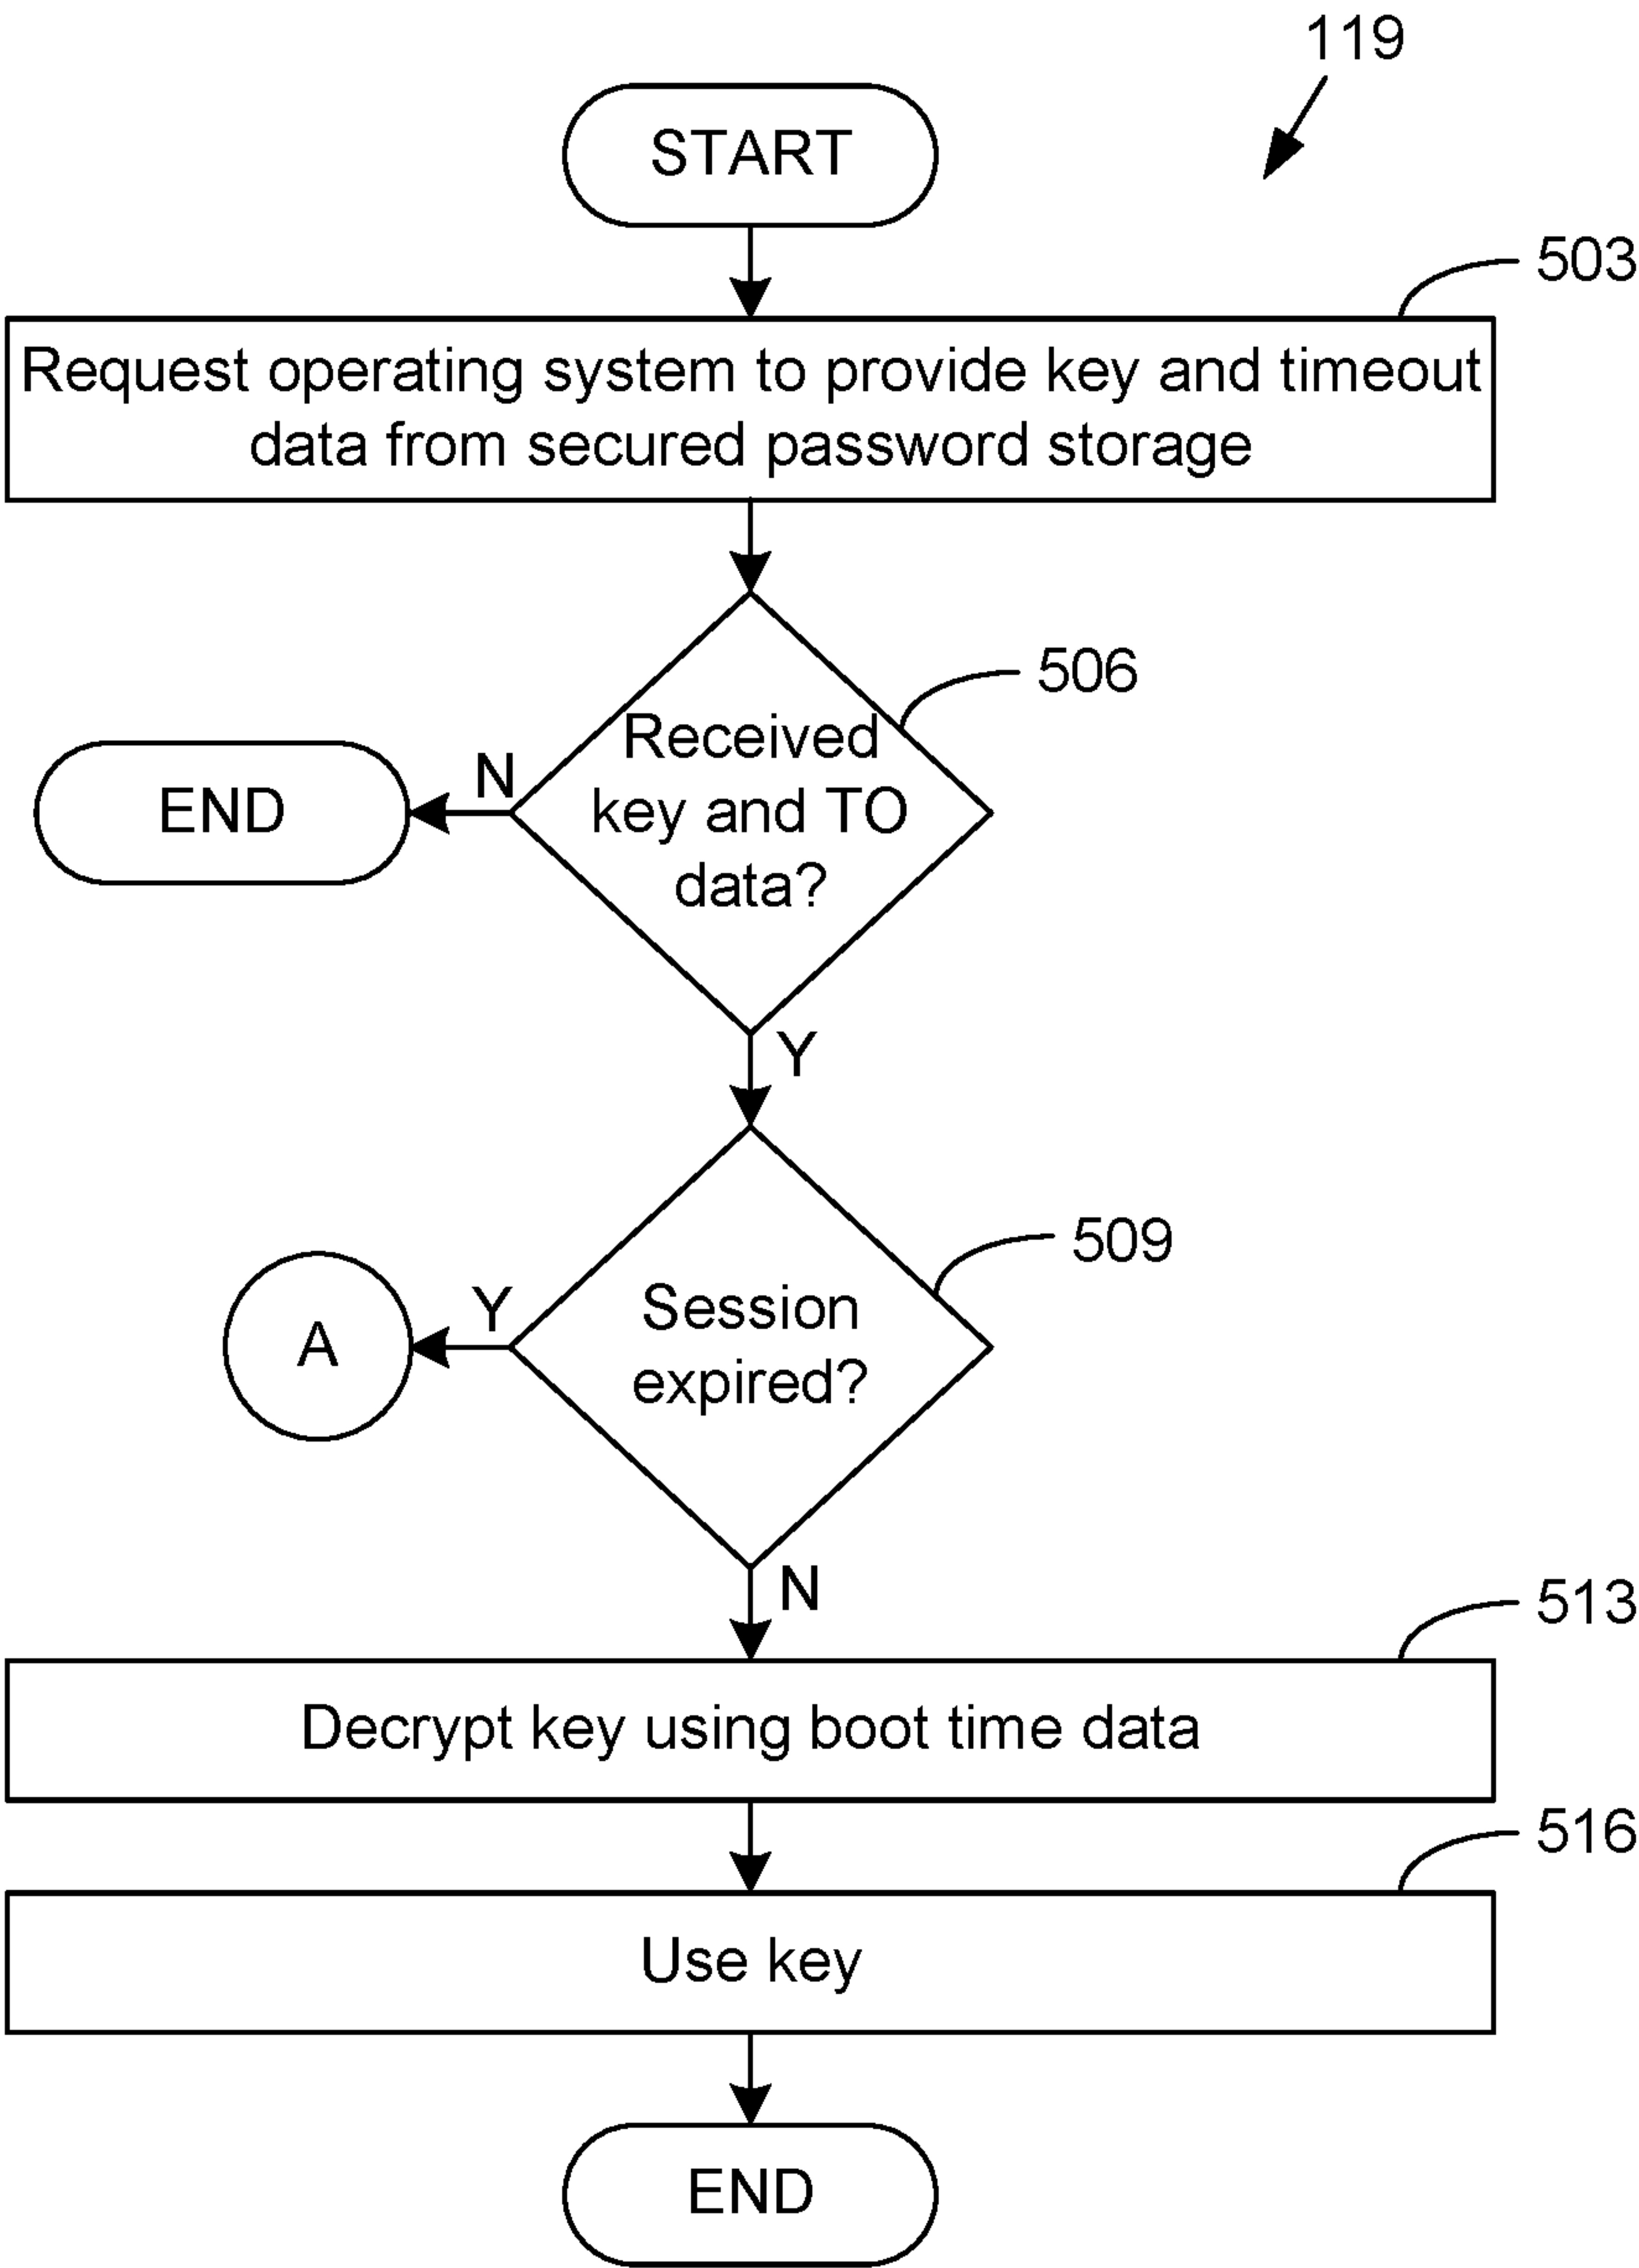 119
START
503
Request operating system to provide key and timeout
data from secured password storage
506
Received
key and TO
data?
N
END
Y
509
Session
expired?
Y
A
N
513
Decrypt key using boot time data
516
Use key
END